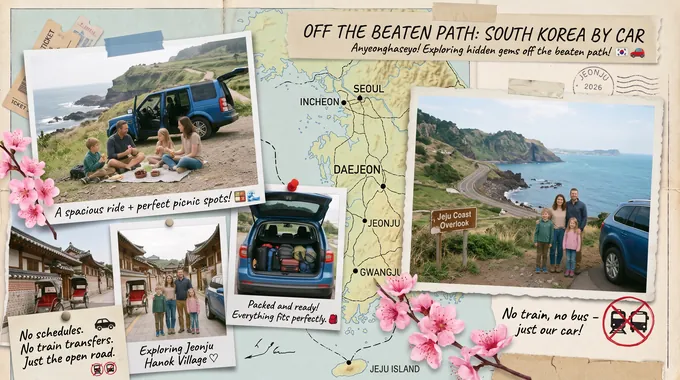 OFF THE BEATEN PATH: SOUTH KOREA BY CAR
Anyeonghaseyo! Exploring hidden gems off the beaten path! 🇰🇷 🚗
TICKET
JEONJU
2026
SEOUL
INCHEON
DAEJEON
JEONJU
GWANGJU
JEJU ISLAND
A spacious ride + perfect picnic spots!
Packed and ready!
Everything fits perfectly.
Exploring Jeonju
Hanok Village ♡
No schedules.
No train transfers.
Just the open road.
Jeju Coast
Overlook
No train, no bus –
just our car!